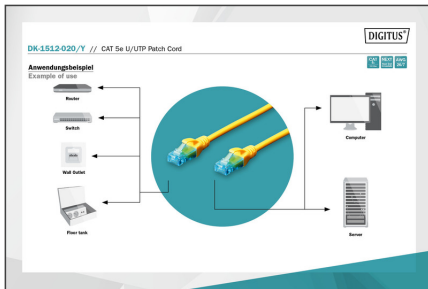 DIGITUS®
DK-1512-020/Y // CAT 5e U/UTP Patch Cord
Anwendungsbeispiel
Example of use
Router
Switch
Wall Outlet
Floor tank
Computer
Server